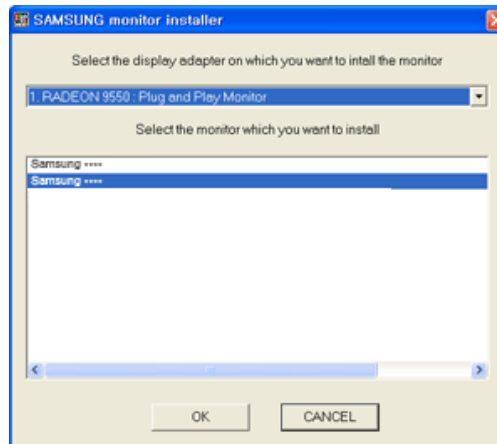 SAMSUNG monitor installer
Select the display adapter on which you want to intall the monitor
1. RADEON 9550 : Plug and Play Monitor
Select the monitor which you want to install
Samsung ----
Samsung ----
OK
CANCEL